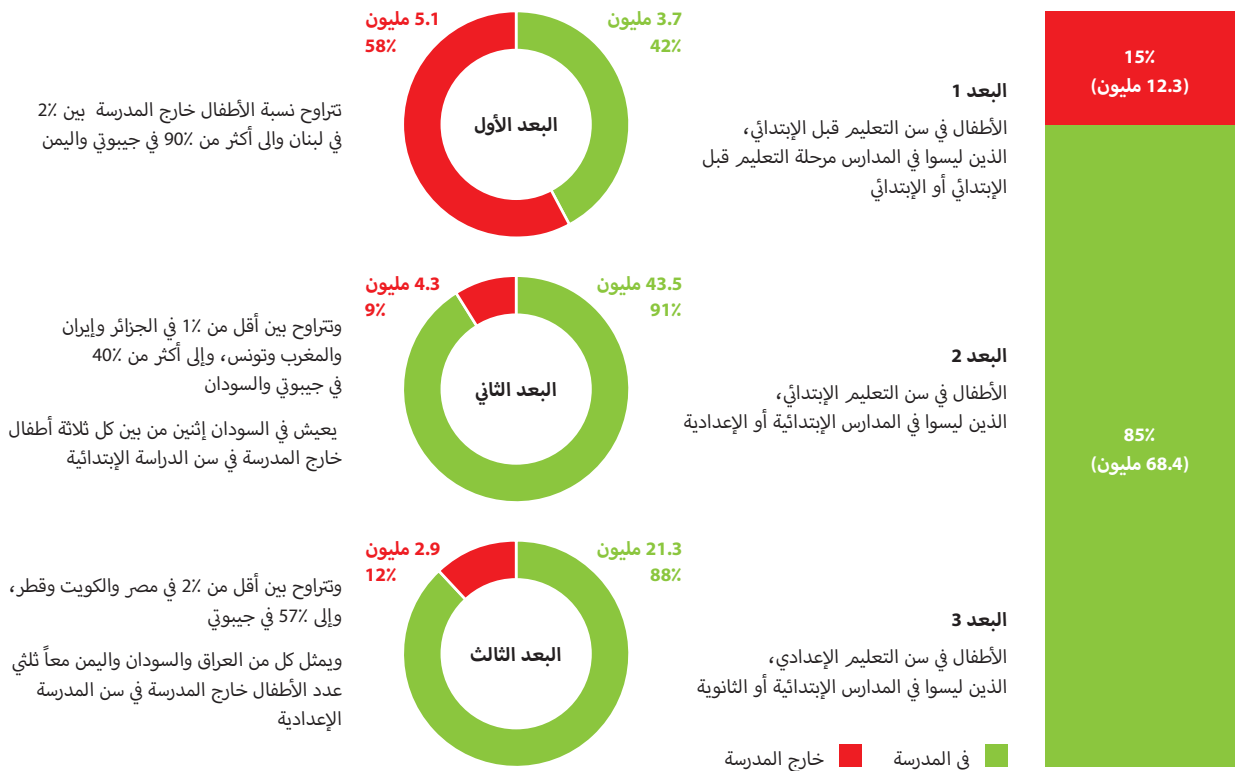 15٪
(12.3 مليون)
85٪
(68.4 مليون)
البعد 1
الأطفال في سن التعليم قبل الإبتدائي،
الذين ليسوا في المدارس مرحلة التعليم قبل
الإبتدائي أو الإبتدائي
3.7 مليون
42٪
5.1 مليون
58٪
البعد الأول
تتراوح نسبة الأطفال خارج المدرسة بين 2٪
في لبنان والى أكثر من 90٪ في جيبوتي واليمن
البعد 2
الأطفال في سن التعليم الإبتدائي،
الذين ليسوا في المدارس الإبتدائية أو الإعدادية
43.5 مليون
91٪
4.3 مليون
9٪
البعد الثاني
وتتراوح بين أقل من 1٪ في الجزائر وإيران
والمغرب وتونس، وإلى أكثر من 40٪
في جيبوتي والسودان
يعيش في السودان إثنين من بين كل ثلاثة أطفال
خارج المدرسة في سن الدراسة الإبتدائية
البعد 3
الأطفال في سن التعليم الإعدادي،
الذين ليسوا في المدارس الإبتدائية أو الثانوية
21.3 مليون
88٪
2.9 مليون
12٪
البعد الثالث
وتتراوح بين أقل من 2٪ في مصر والكويت وقطر،
وإلى 57٪ في جيبوتي
ويمثل كل من العراق والسودان واليمن معاً ثلثي
عدد الأطفال خارج المدرسة في سن المدرسة
الإعدادية
في المدرسة
خارج المدرسة